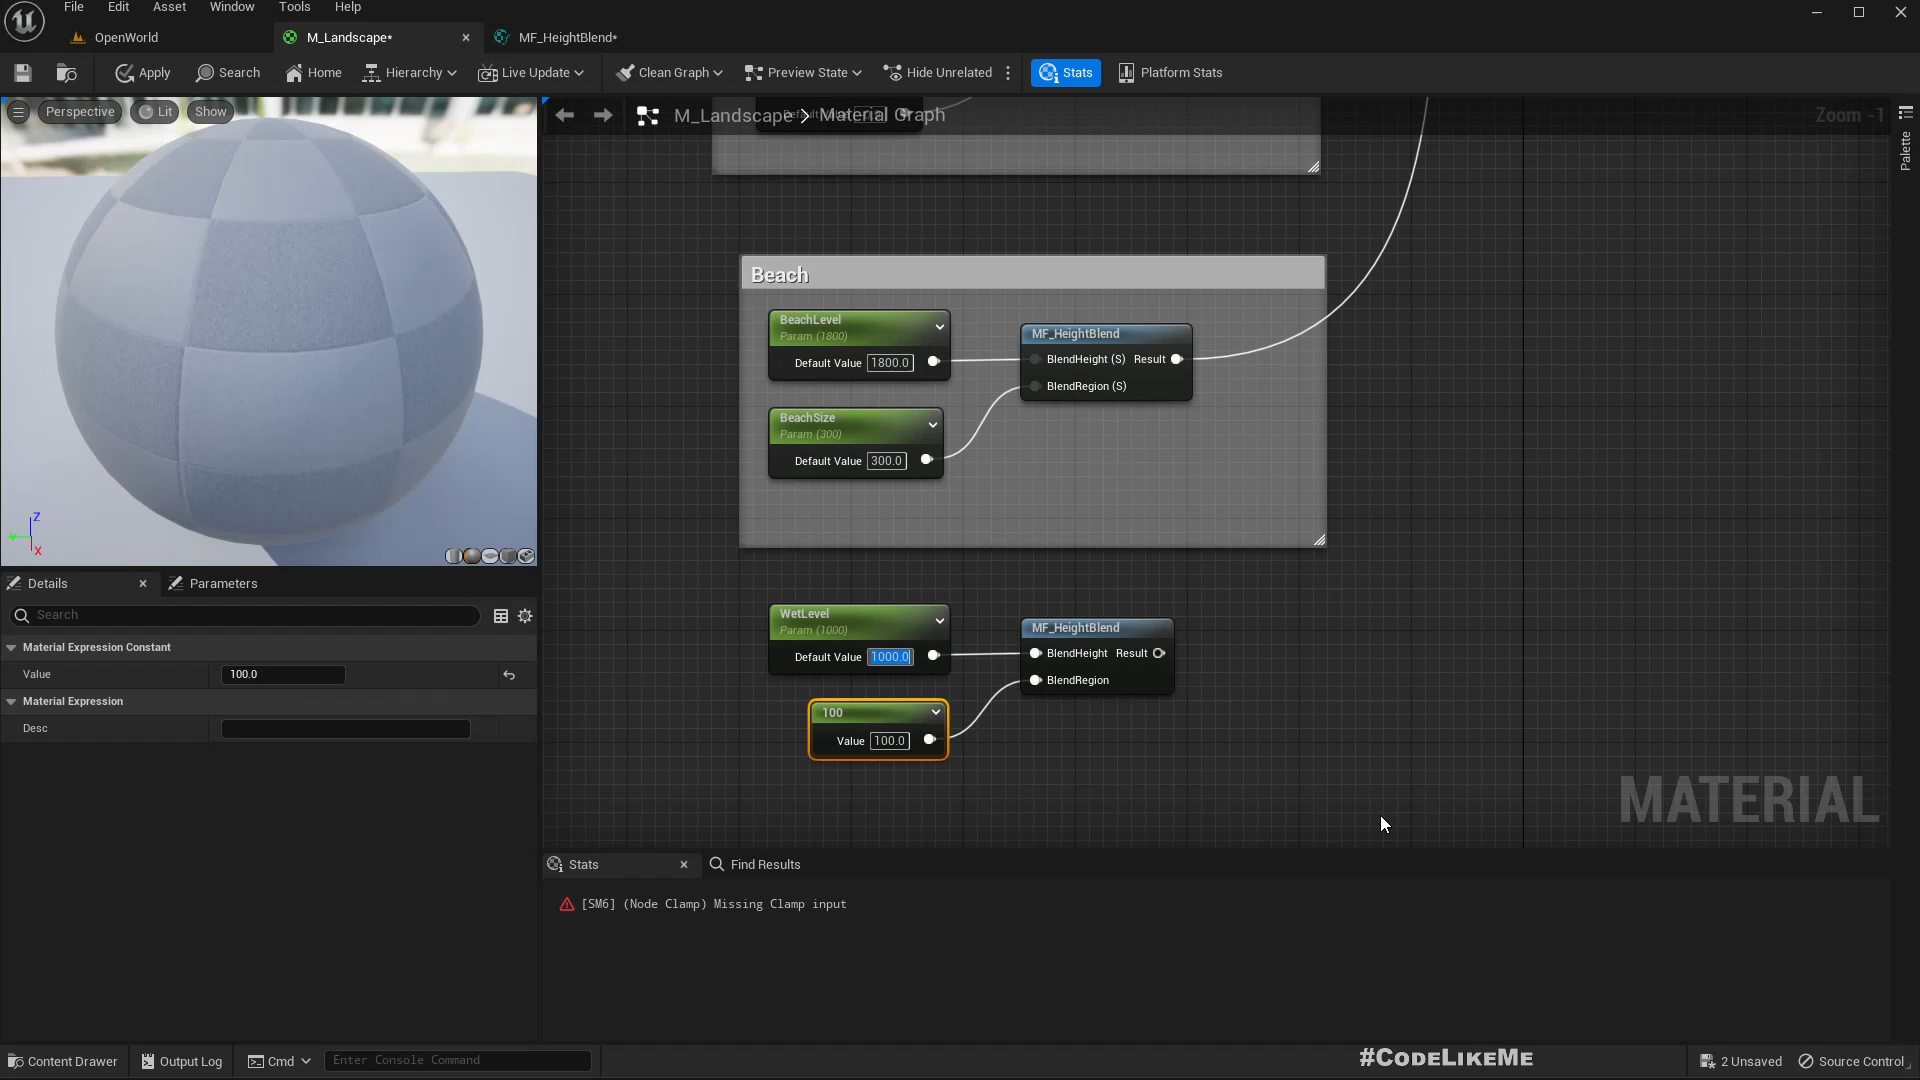 File Edit Asset Window Tools Help
OpenWorld
M_Landscape*
MF_HeightBlend*
Apply Search Home Hierarchy Live Update Clean Graph Preview State Hide Unrelated Stats Platform Stats
Perspective Lit Show
M_Landscape > Material Graph
Zoom -1
Palette
Beach
BeachLevel
Param (1800)
Default Value 1800.0
MF_HeightBlend
BlendHeight (S) Result
BlendRegion (S)
BeachSize
Param (300)
Default Value 300.0
Z
Y
X
Details Parameters
Search
Material Expression Constant
Value 100.0
Material Expression
Desc
WetLevel
Param (1000)
Default Value 1000.0
MF_HeightBlend
BlendHeight Result
BlendRegion
100
Value 100.0
MATERIAL
Stats Find Results
[SM6] (Node Clamp) Missing Clamp input
Content Drawer Output Log Cmd Enter Console Command
#CodeLikeMe
2 Unsaved Source Control